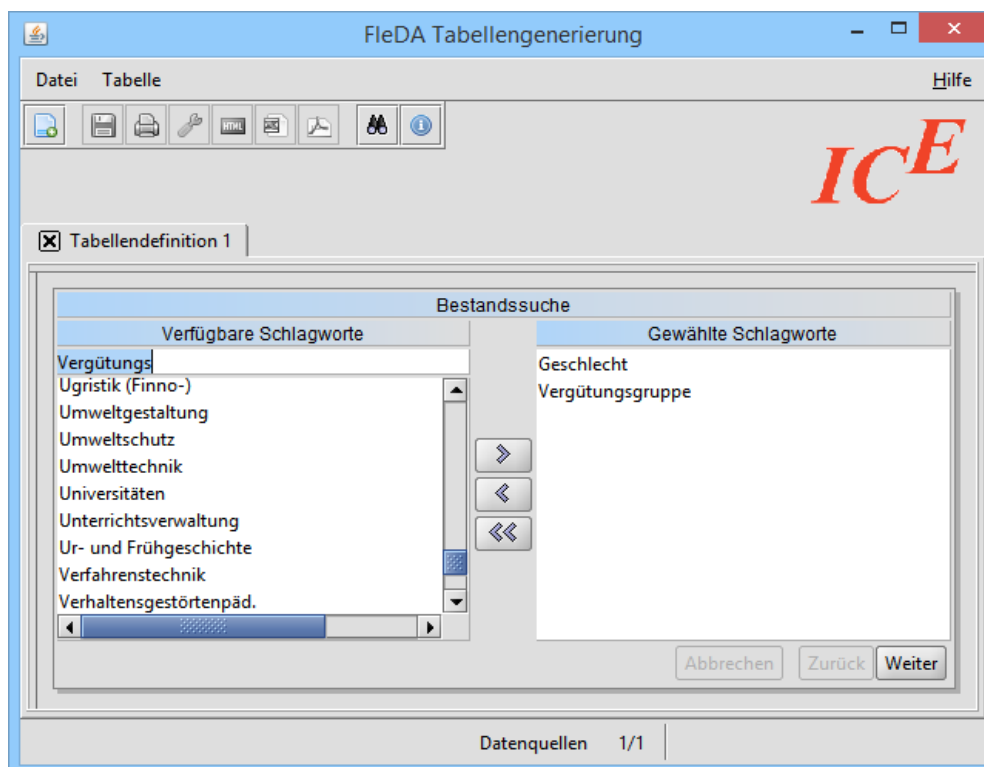 FleDA Tabellengenerierung
Datei Tabelle Hilfe
HTML
ICE
Tabellendefinition 1
Bestandssuche
Verfügbare Schlagworte
Vergütungs
Ugristik (Finno-)
Umweltgestaltung
Umweltschutz
Umwelttechnik
Universitäten
Unterrichtsverwaltung
Ur- und Frühgeschichte
Verfahrenstechnik
Verhaltensgestörtenpäd.
Gewählte Schlagworte
Geschlecht
Vergütungsgruppe
Abbrechen Zurück Weiter
Datenquellen 1/1